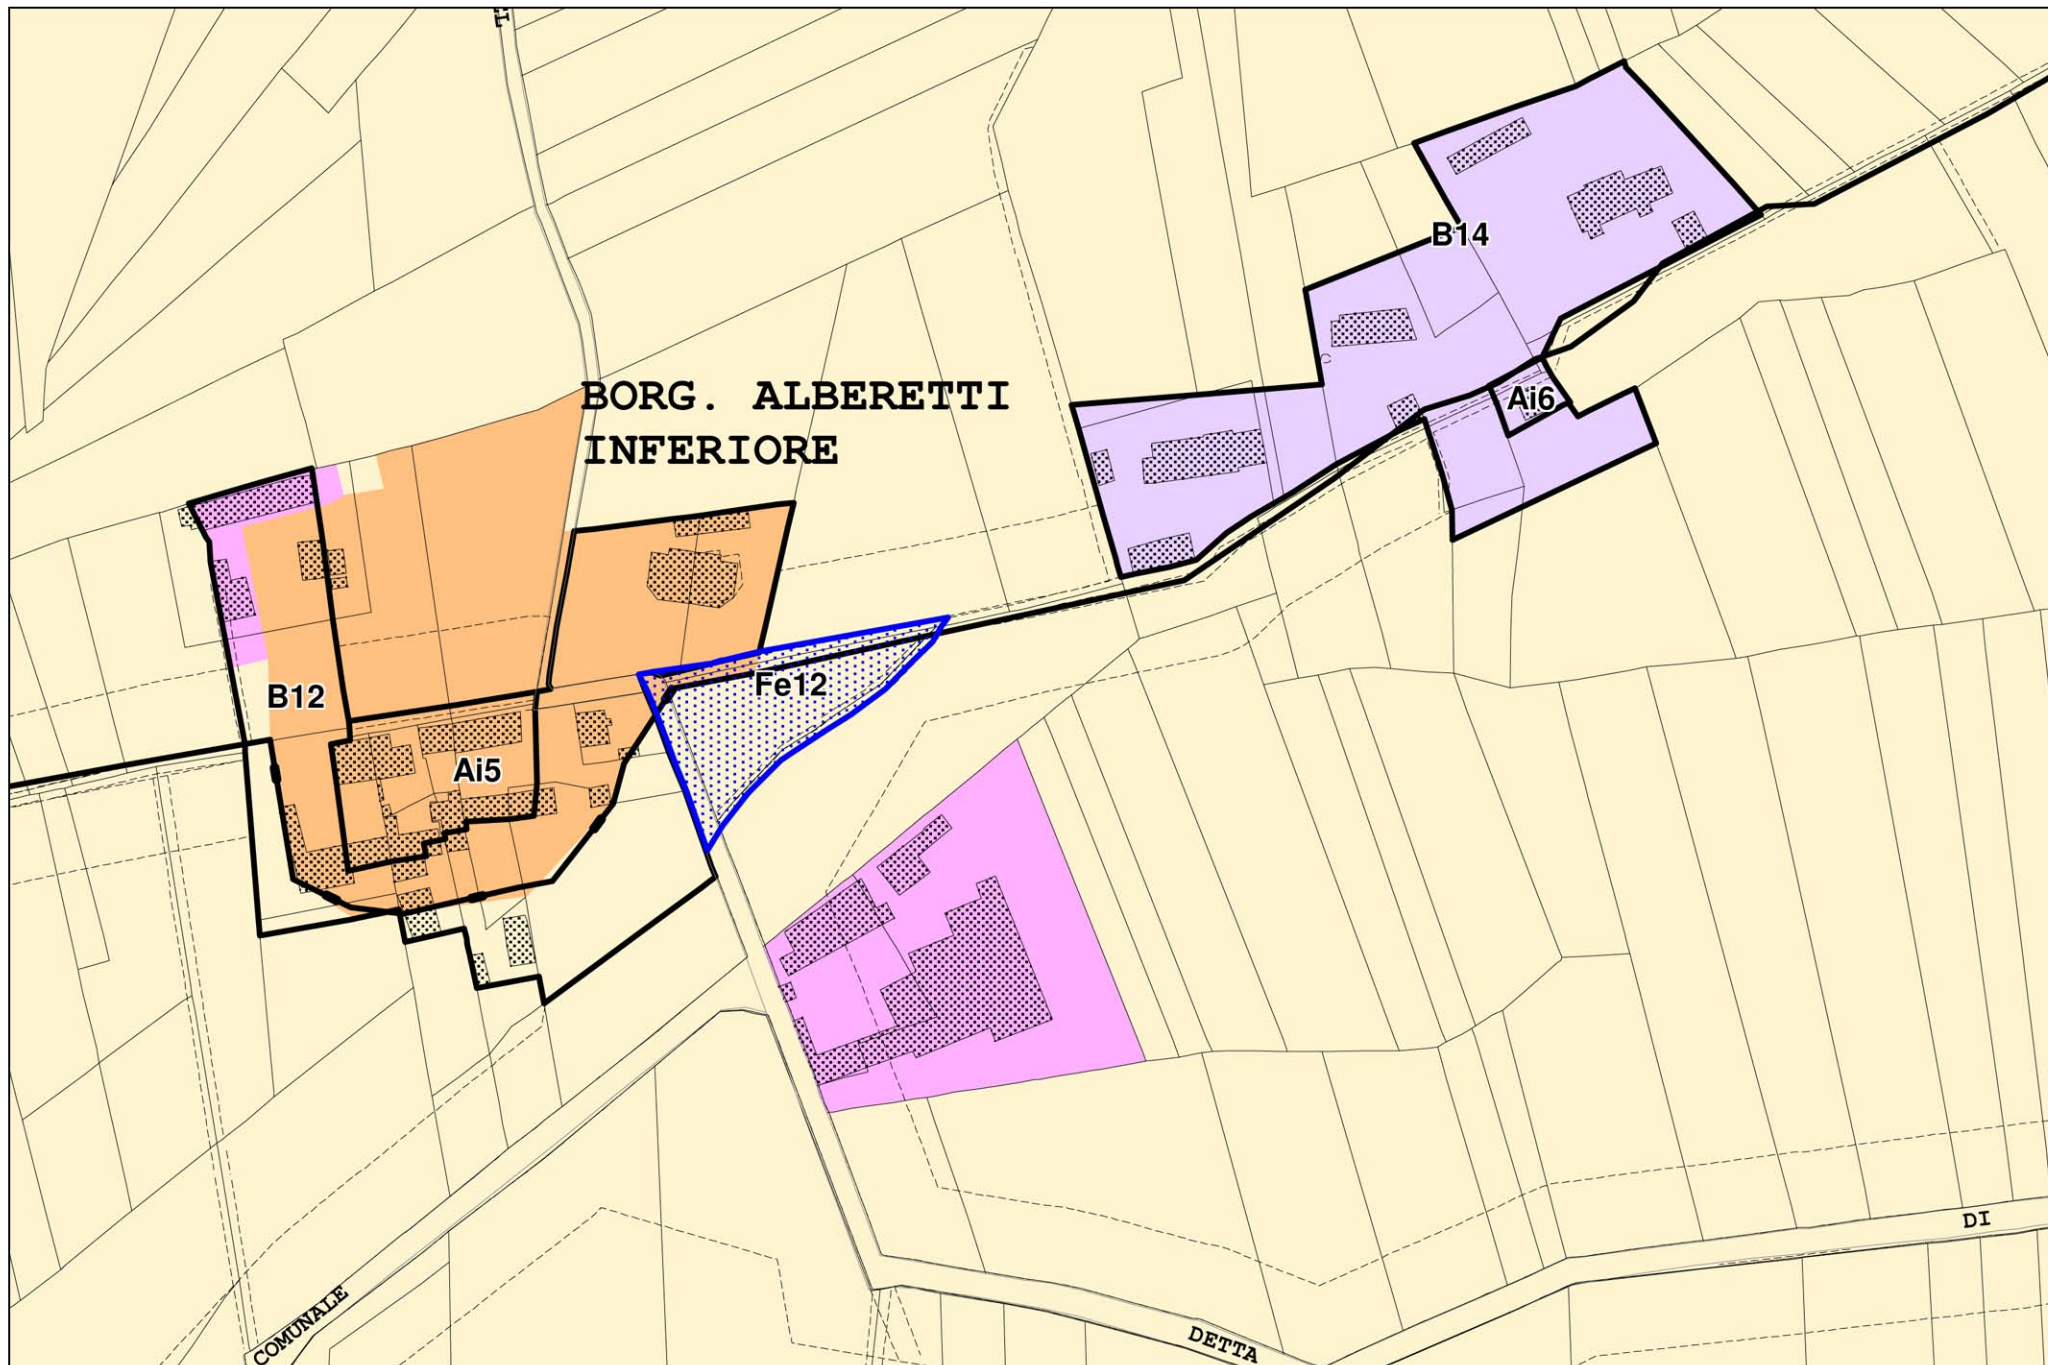 B14
Ai6
BORG. ALBERETTI
INFERIORE
Fe12
B12
Ai5
DI
COMUNALE
DETTA